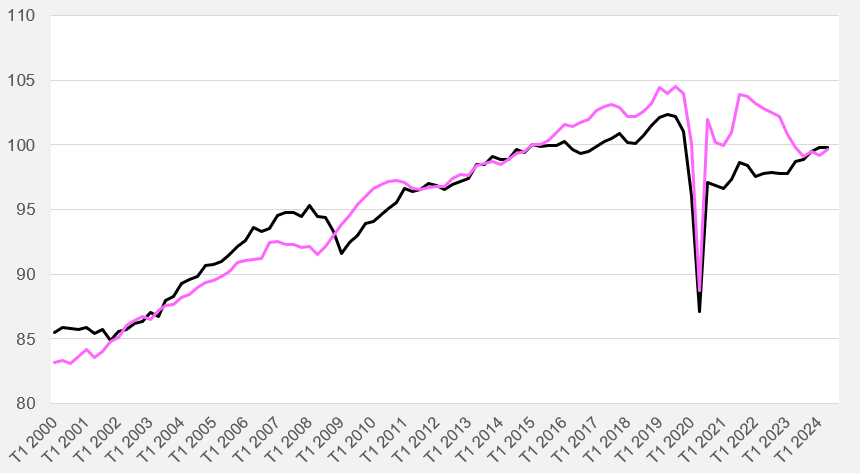 110
105
100
95
90
85
80
T1 2000
T1 2001
T1 2002
T1 2003
T1 2004
T1 2005
T1 2006
T1 2007
T1 2008
T1 2009
T1 2010
T1 2011
T1 2012
T1 2013
T1 2014
T1 2015
T1 2016
T1 2017
T1 2018
T1 2019
T1 2020
T1 2021
T1 2022
T1 2023
T1 2024